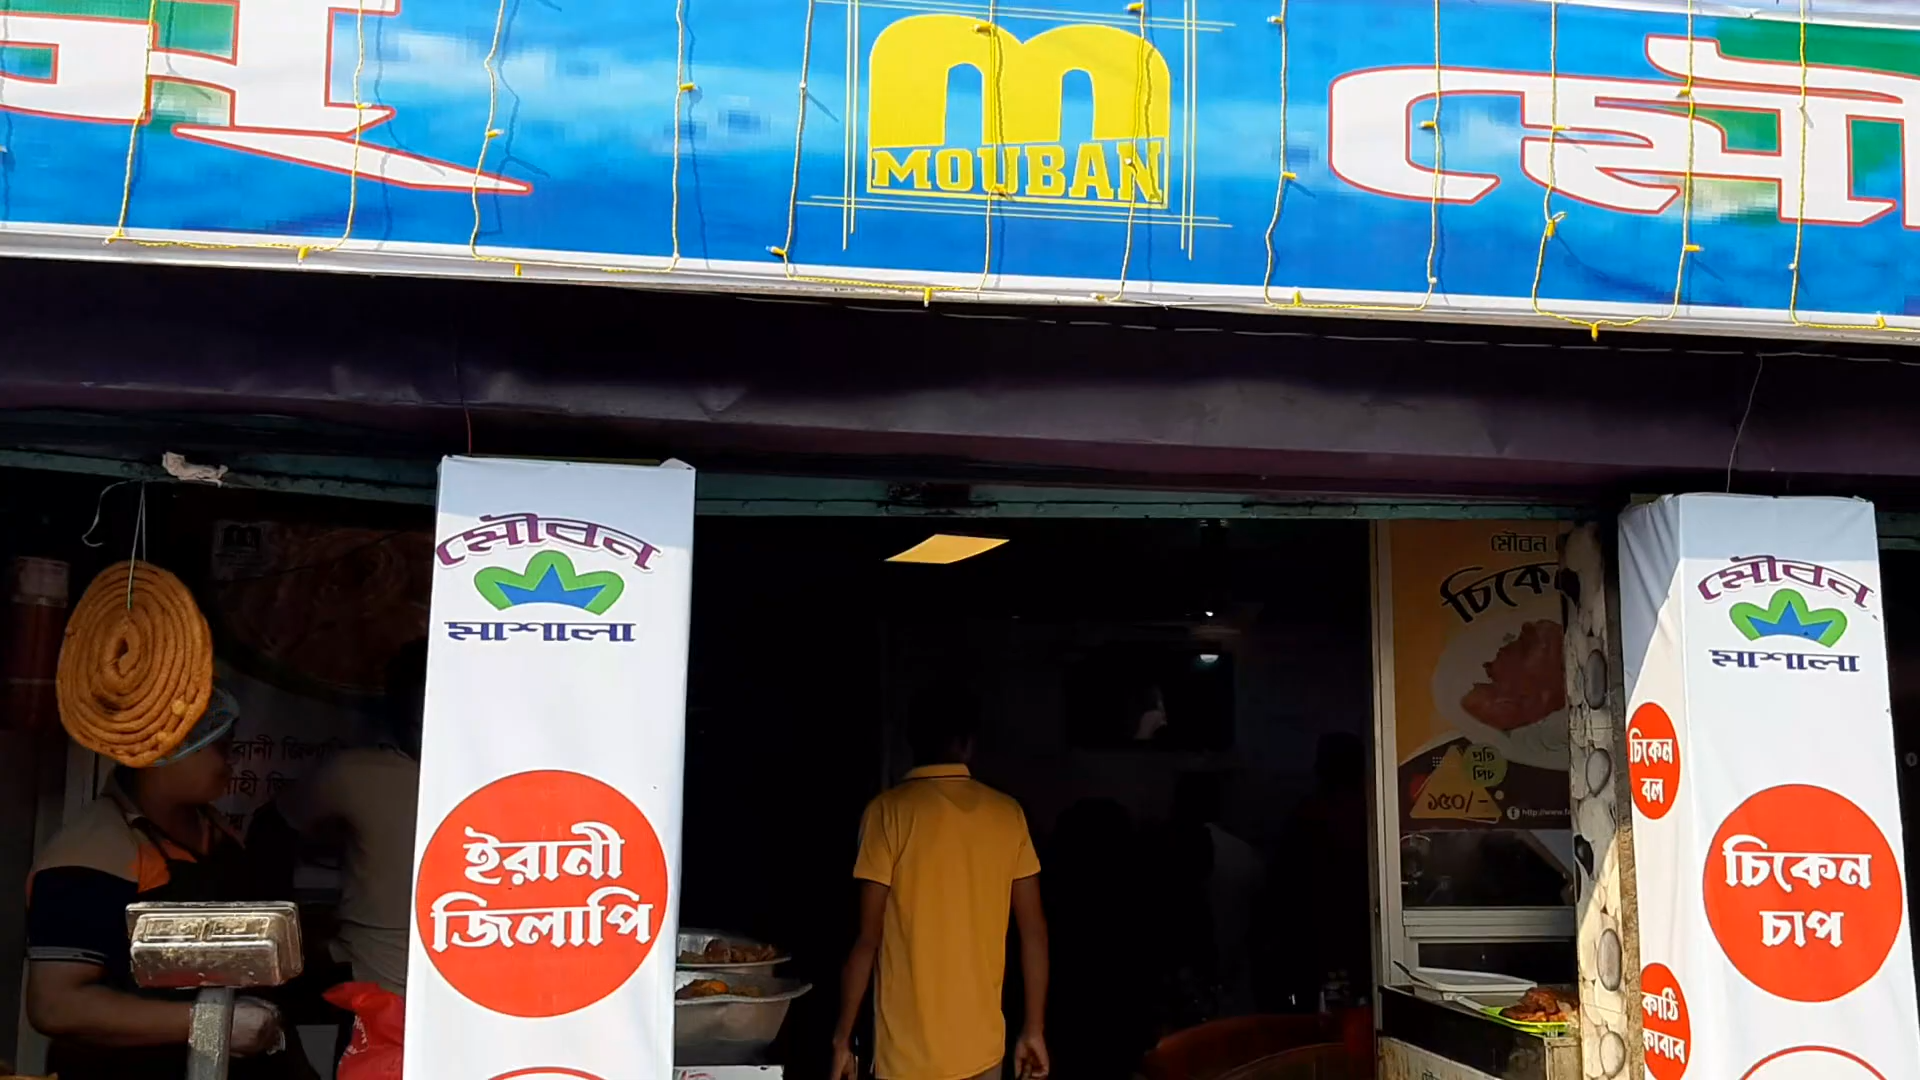 MOUBAN
মৌ
মৌবন
মাশালা
ইরানী
জিলাপি
মৌবন
চিকেন
প্রতি
পিচ
১৫০/-
মৌবন
মাশালা
চিকেন
বল
চিকেন
চাপ
কাঠি
কাবাব